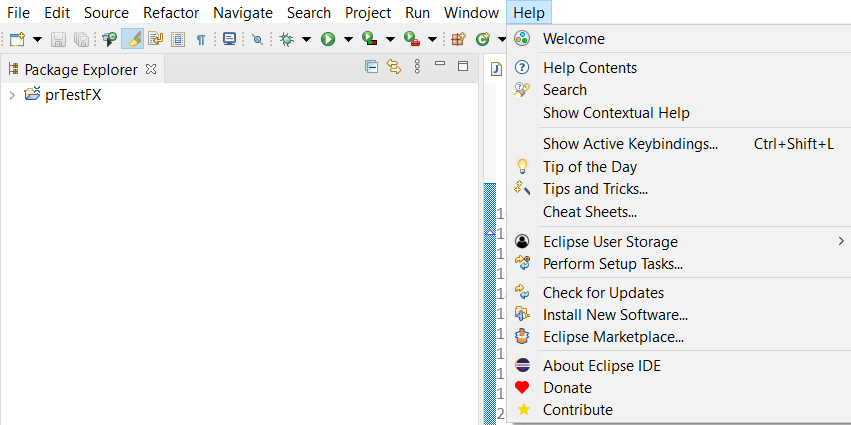 File Edit Source Refactor Navigate Search Project Run Window Help
Package Explorer
prTestFX
Welcome
Help Contents
Search
Show Contextual Help
Show Active Keybindings... Ctrl+Shift+L
Tip of the Day
Tips and Tricks...
Cheat Sheets...
Eclipse User Storage
Perform Setup Tasks...
Check for Updates
Install New Software...
Eclipse Marketplace...
About Eclipse IDE
Donate
Contribute